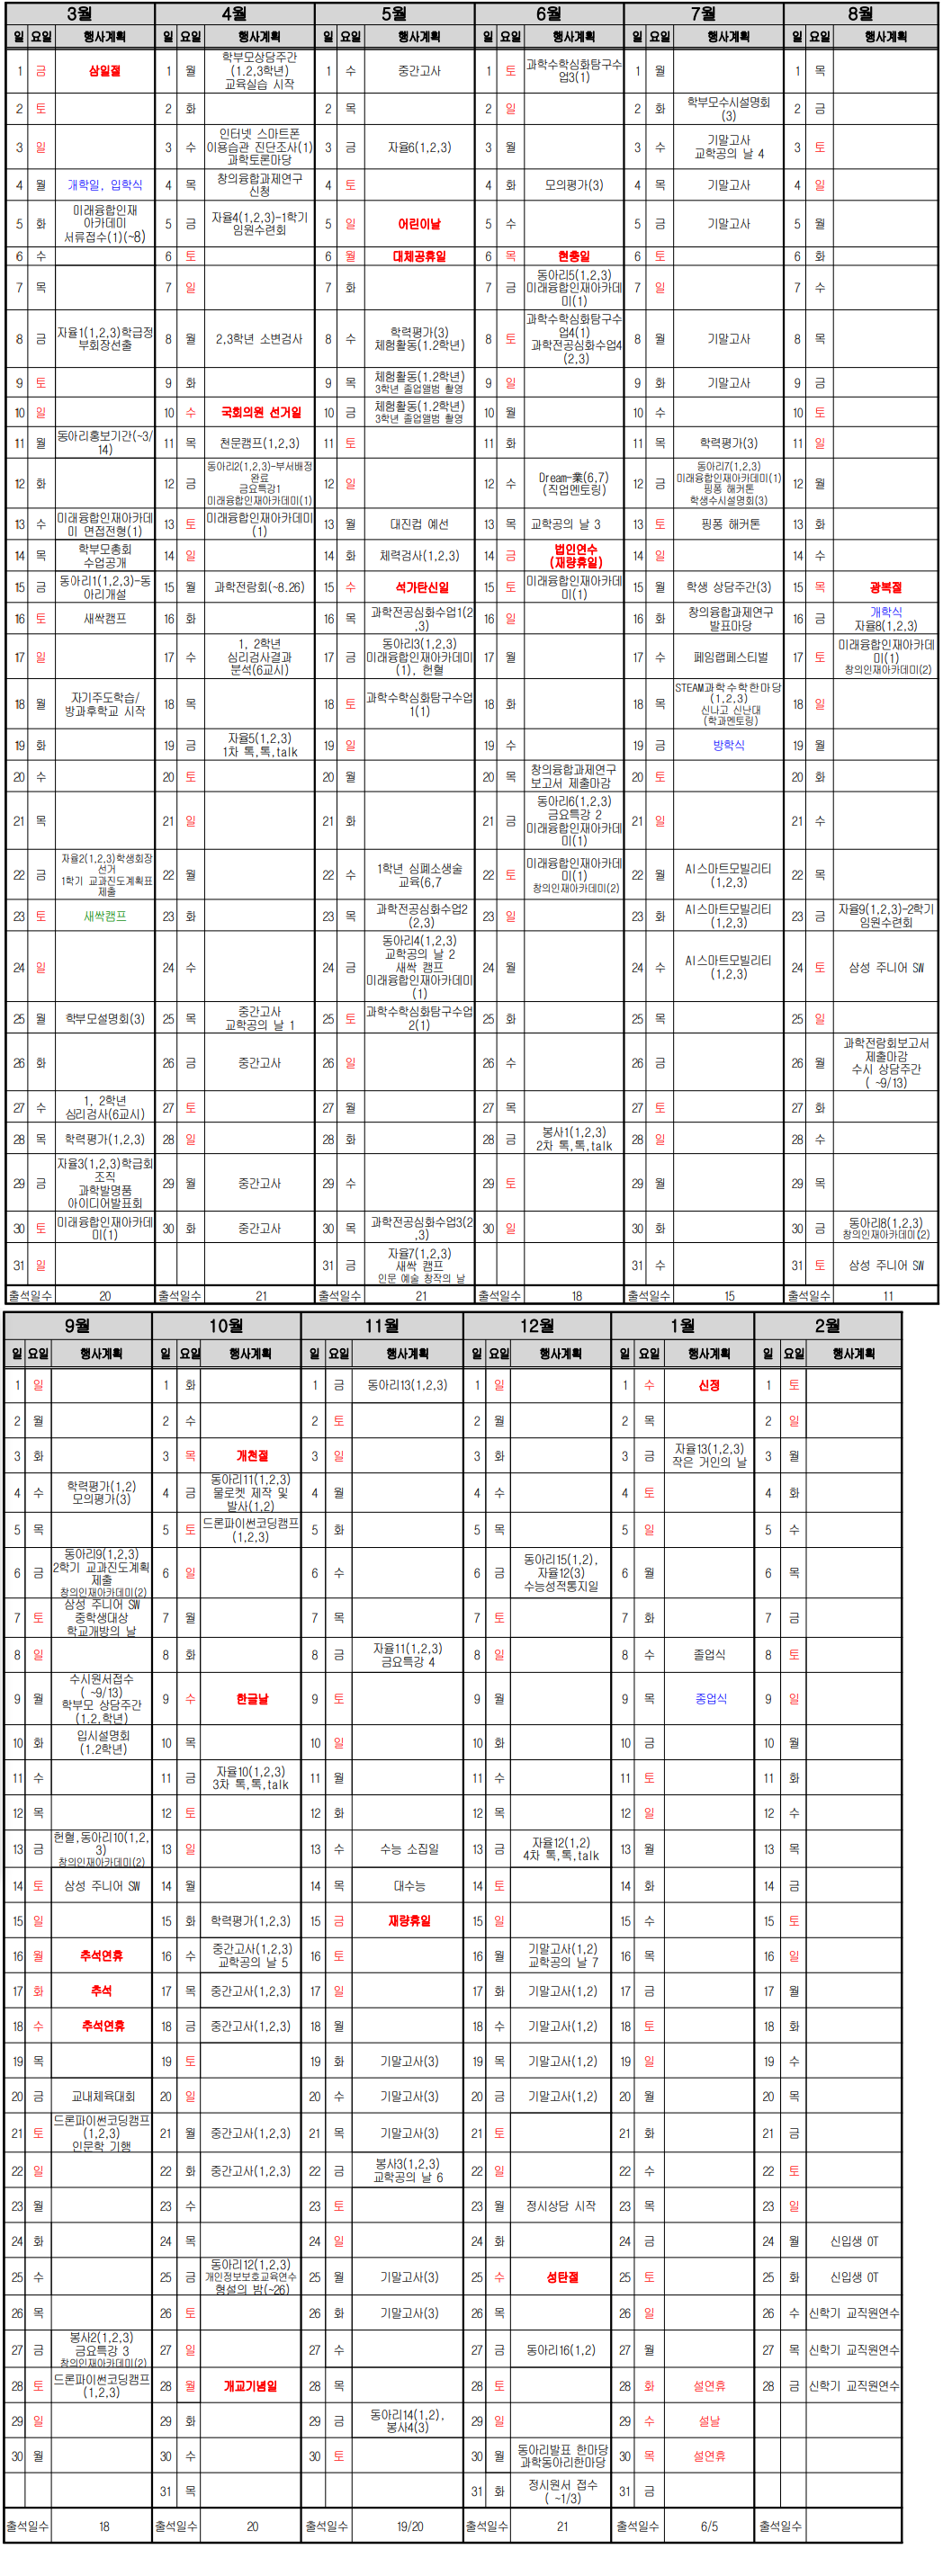 3월 4월 5월 6월 7월 8월
일 요일 행사계획 일 요일 행사계획 일 요일 행사계획 일 요일 행사계획 일 요일 행사계획 일 요일 행사계획
1 금 삼일절 1 월 학부모상담주간 (1.2.3학년) 교육실습 시작 1 수 중간고사 1 토 과학수학심화탐구수업3(1) 1 월 1 목
2 토 2 화 2 목 2 일 2 화 학부모수시설명회 (3) 2 금
3 일 3 수 인터넷 스마트폰 이용습관 진단조사(1) 과학토론마당 3 금 자율6(1,2,3) 3 월 3 수 기말고사 교학공의 날 4 3 토
4 월 개학일, 입학식 4 목 창의융합과제연구 신청 4 토 4 화 모의평가(3) 4 목 기말고사 4 일
5 화 미래융합인재 아카데미 서류접수(1)(~8) 5 금 자율4(1,2,3)-1학기 임원수련회 5 일 어린이날 5 수 5 금 기말고사 5 월
6 수 6 토 6 월 대체공휴일 6 목 현충일 6 토 6 화
7 목 7 일 7 화 7 금 동아리5(1,2,3) 미래융합인재아카데미(1) 7 일 7 수
8 금 자율1(1,2,3)학급정부회장선출 8 월 2,3학년 소변검사 8 수 학력평가(3) 체험활동(1.2학년) 8 토 과학수학심화탐구수업4(1) 과학전공심화수업4 (2,3) 8 월 기말고사 8 목
9 토 9 화 9 목 체험활동(1.2학년) 3학년 졸업앨범 촬영 9 일 9 화 기말고사 9 금
10 일 10 수 국회의원 선거일 10 금 체험활동(1.2학년) 3학년 졸업앨범 촬영 10 월 10 수 10 토
11 월 동아리홍보기간(~3/14) 11 목 천문캠프(1,2,3) 11 토 11 화 11 목 학력평가(3) 11 일
12 화 12 금 동아리2(1,2,3)-부서배정 완료 금요특강1 미래융합인재아카데미(1) 12 일 12 수 Dream-業(6,7) (직업멘토링) 12 금 동아리7(1,2,3) 미래융합인재아카데미(1) 핑퐁 해커톤 학생수시설명회(3) 12 월
13 수 미래융합인재아카데미 면접전형(1) 13 토 미래융합인재아카데미 (1) 13 월 대진컵 예선 13 목 교학공의 날 3 13 토 핑퐁 해커톤 13 화
14 목 학부모총회 수업공개 14 일 14 화 체력검사(1,2,3) 14 금 법인연수 (재량휴일) 14 일 14 수
15 금 동아리1(1,2,3)-동아리개설 15 월 과학전람회(~8.26) 15 수 석가탄신일 15 토 미래융합인재아카데미(1) 15 월 학생 상담주간(3) 15 목 광복절
16 토 새싹캠프 16 화 16 목 과학전공심화수업1(2,3) 16 일 16 화 창의융합과제연구 발표마당 16 금 개학식 자율8(1,2,3)
17 일 17 수 1, 2학년 심리검사결과 분석(6교시) 17 금 동아리3(1,2,3) 미래융합인재아카데미 (1), 헌혈 17 월 17 수 페임랩페스티벌 17 토 미래융합인재아카데미(1) 창의인재아카데미(2)
18 월 자기주도학습/ 방과후학교 시작 18 목 18 토 과학수학심화탐구수업1(1) 18 화 18 목 STEAM과학수학한마당 (1,2,3) 신나고 신난대 (학과멘토링) 18 일
19 화 19 금 자율5(1,2,3) 1차 톡,톡,talk 19 일 19 수 19 금 방학식 19 월
20 수 20 토 20 월 20 목 창의융합과제연구 보고서 제출마감 20 토 20 화
21 목 21 일 21 화 21 금 동아리6(1,2,3) 금요특강 2 미래융합인재아카데미(1) 21 일 21 수
22 금 자율2(1,2,3)학생회장 선거 1학기 교과진도계획표 제출 22 월 22 수 1학년 심폐소생술 교육(6,7 22 토 미래융합인재아카데미(1) 창의인재아카데미(2) 22 월 AI스마트모빌리티 (1,2,3) 22 목
23 토 새싹캠프 23 화 23 목 과학전공심화수업2 (2,3) 23 일 23 화 AI스마트모빌리티 (1,2,3) 23 금 자율9(1,2,3)-2학기 임원수련회
24 일 24 수 24 금 동아리4(1,2,3) 교학공의 날 2 새싹 캠프 미래융합인재아카데미 (1) 24 월 24 수 AI스마트모빌리티 (1,2,3) 24 토 삼성 주니어 SW
25 월 학부모설명회(3) 25 목 중간고사 교학공의 날 1 25 토 과학수학심화탐구수업2(1) 25 화 25 목 25 일
26 화 26 금 중간고사 26 일 26 수 26 금 26 월 과학전람회보고서 제출마감 수시 상담주간 ( ~9/13)
27 수 1, 2학년 심리검사(6교시) 27 토 27 월 27 목 27 토 27 화
28 목 학력평가(1,2,3) 28 일 28 화 28 금 봉사1(1,2,3) 2차 톡,톡,talk 28 일 28 수
29 금 자율3(1,2,3)학급회 조직 과학발명품 아이디어발표회 29 월 중간고사 29 수 29 토 29 월 29 목
30 토 미래융합인재아카데미(1) 30 화 중간고사 30 목 과학전공심화수업3(2,3) 30 일 30 화 30 금 동아리8(1,2,3) 창의인재아카데미(2)
31 일 31 금 자율7(1,2,3) 새싹 캠프 인문 예술 창작의 날 31 수 31 토 삼성 주니어 SW
출석일수 20 출석일수 21 출석일수 21 출석일수 18 출석일수 15 출석일수 11
9월 10월 11월 12월 1월 2월
일 요일 행사계획 일 요일 행사계획 일 요일 행사계획 일 요일 행사계획 일 요일 행사계획 일 요일 행사계획
1 일 1 화 1 금 동아리13(1,2,3) 1 일 1 수 신정 1 토
2 월 2 수 2 토 2 월 2 목 2 일
3 화 3 목 개천절 3 일 3 화 3 금 자율13(1,2,3) 작은 거인의 날 3 월
4 수 학력평가(1,2) 모의평가(3) 4 금 동아리11(1,2,3) 물로켓 제작 및 발사(1,2) 4 월 4 수 4 토 4 화
5 목 5 토 드론파이썬코딩캠프 (1,2,3) 5 화 5 목 5 일 5 수
6 금 동아리9(1,2,3) 2학기 교과진도계획 제출 창의인재아카데미(2) 6 일 6 수 6 금 동아리15(1,2), 자율12(3) 수능성적통지일 6 월 6 목
7 토 삼성 주니어 SW 중학생대상 학교개방의 날 7 월 7 목 7 토 7 화 7 금
8 일 8 화 8 금 자율11(1,2,3) 금요특강 4 8 일 8 수 졸업식 8 토
9 월 수시원서접수 ( ~9/13) 학부모 상담주간 (1.2.학년) 9 수 한글날 9 토 9 월 9 목 종업식 9 일
10 화 입시설명회 (1.2학년) 10 목 10 일 10 화 10 금 10 월
11 수 11 금 자율10(1,2,3) 3차 톡,톡,talk 11 월 11 수 11 토 11 화
12 목 12 토 12 화 12 목 12 일 12 수
13 금 헌혈,동아리10(1,2,3) 창의인재아카데미(2) 13 일 13 수 수능 소집일 13 금 자율12(1,2) 4차 톡,톡,talk 13 월 13 목
14 토 삼성 주니어 SW 14 월 14 목 대수능 14 토 14 화 14 금
15 일 15 화 학력평가(1,2,3) 15 금 재량휴일 15 일 15 수 15 토
16 월 추석연휴 16 수 중간고사(1,2,3) 교학공의 날 5 16 토 16 월 기말고사(1,2) 교학공의 날 7 16 목 16 일
17 화 추석 17 목 중간고사(1,2,3) 17 일 17 화 기말고사(1,2) 17 금 17 월
18 수 추석연휴 18 금 중간고사(1,2,3) 18 월 18 수 기말고사(1,2) 18 토 18 화
19 목 19 토 19 화 기말고사(3) 19 목 기말고사(1,2) 19 일 19 수
20 금 교내체육대회 20 일 20 수 기말고사(3) 20 금 기말고사(1,2) 20 월 20 목
21 토 드론파이썬코딩캠프 (1,2,3) 인문학 기행 21 월 중간고사(1,2,3) 21 목 기말고사(3) 21 토 21 화 21 금
22 일 22 화 중간고사(1,2,3) 22 금 봉사3(1,2,3) 교학공의 날 6 22 일 22 수 22 토
23 월 23 수 23 토 23 월 정시상담 시작 23 목 23 일
24 화 24 목 24 일 24 화 24 금 24 월 신입생 OT
25 수 25 금 동아리12(1,2,3) 개인정보보호교육연수 형설의 밤(~26) 25 월 기말고사(3) 25 수 성탄절 25 토 25 화 신입생 OT
26 목 26 토 26 화 기말고사(3) 26 목 26 일 26 수 신학기 교직원연수
27 금 봉사2(1,2,3) 금요특강 3 창의인재아카데미(2) 27 일 27 수 27 금 동아리16(1,2) 27 월 27 목 신학기 교직원연수
28 토 드론파이썬코딩캠프 (1,2,3) 28 월 개교기념일 28 목 28 토 28 화 설연휴 28 금 신학기 교직원연수
29 일 29 화 29 금 동아리14(1,2), 봉사4(3) 29 일 29 수 설날
30 월 30 수 30 토 30 월 동아리발표 한마당 과학동아리한마당 30 목 설연휴
31 목 31 화 정시원서 접수 ( ~1/3) 31 금
출석일수 18 출석일수 20 출석일수 19/20 출석일수 21 출석일수 6/5 출석일수